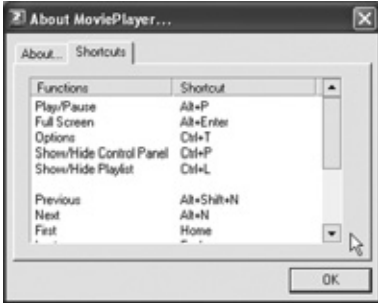 About MoviePlayer...
About... Shortcuts
Functions Shortcut
Play/Pause Alt+P
Full Screen Alt+Enter
Options Ctrl+T
Show/Hide Control Panel Ctrl+P
Show/Hide Playlist Ctrl+L
Previous Alt+Shift+N
Next Alt+N
First Home
OK